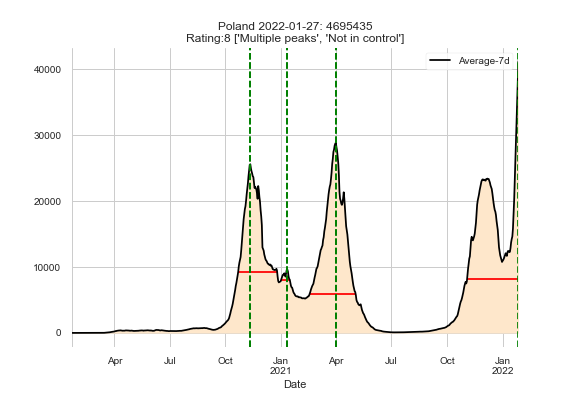 Poland 2022-01-27: 4695435
Rating:8 ['Multiple peaks', 'Not in control']
Average-7d
40000
30000
20000
10000
0
Apr
Jul
Oct
Jan
2021
Apr
Jul
Oct
Jan
2022
Date